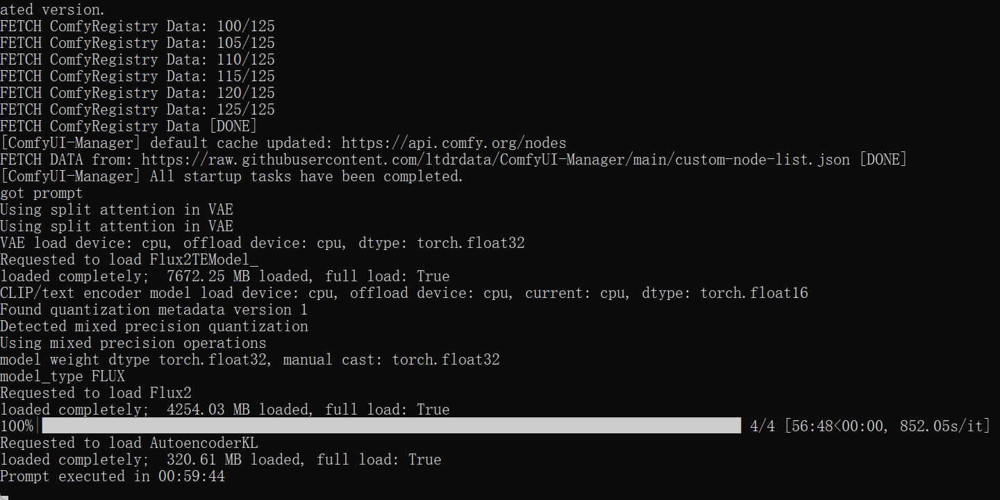 ated version.
FETCH ComfyRegistry Data: 100/125
FETCH ComfyRegistry Data: 105/125
FETCH ComfyRegistry Data: 110/125
FETCH ComfyRegistry Data: 115/125
FETCH ComfyRegistry Data: 120/125
FETCH ComfyRegistry Data: 125/125
FETCH ComfyRegistry Data [DONE]
[ComfyUI-Manager] default cache updated: https://api.comfy.org/nodes
FETCH DATA from: https://raw.githubusercontent.com/ltdrdata/ComfyUI-Manager/main/custom-node-list.json [DONE]
[ComfyUI-Manager] All startup tasks have been completed.
got prompt
Using split attention in VAE
Using split attention in VAE
VAE load device: cpu, offload device: cpu, dtype: torch.float32
Requested to load Flux2TEModel_
loaded completely;  7672.25 MB loaded, full load: True
CLIP/text encoder model load device: cpu, offload device: cpu, current: cpu, dtype: torch.float16
Found quantization metadata version 1
Detected mixed precision quantization
Using mixed precision operations
model weight dtype torch.float32, manual cast: torch.float32
model_type FLUX
Requested to load Flux2
loaded completely;  4254.03 MB loaded, full load: True
100%| | 4/4 [56:48<00:00, 852.05s/it]
Requested to load AutoencoderKL
loaded completely;  320.61 MB loaded, full load: True
Prompt executed in 00:59:44